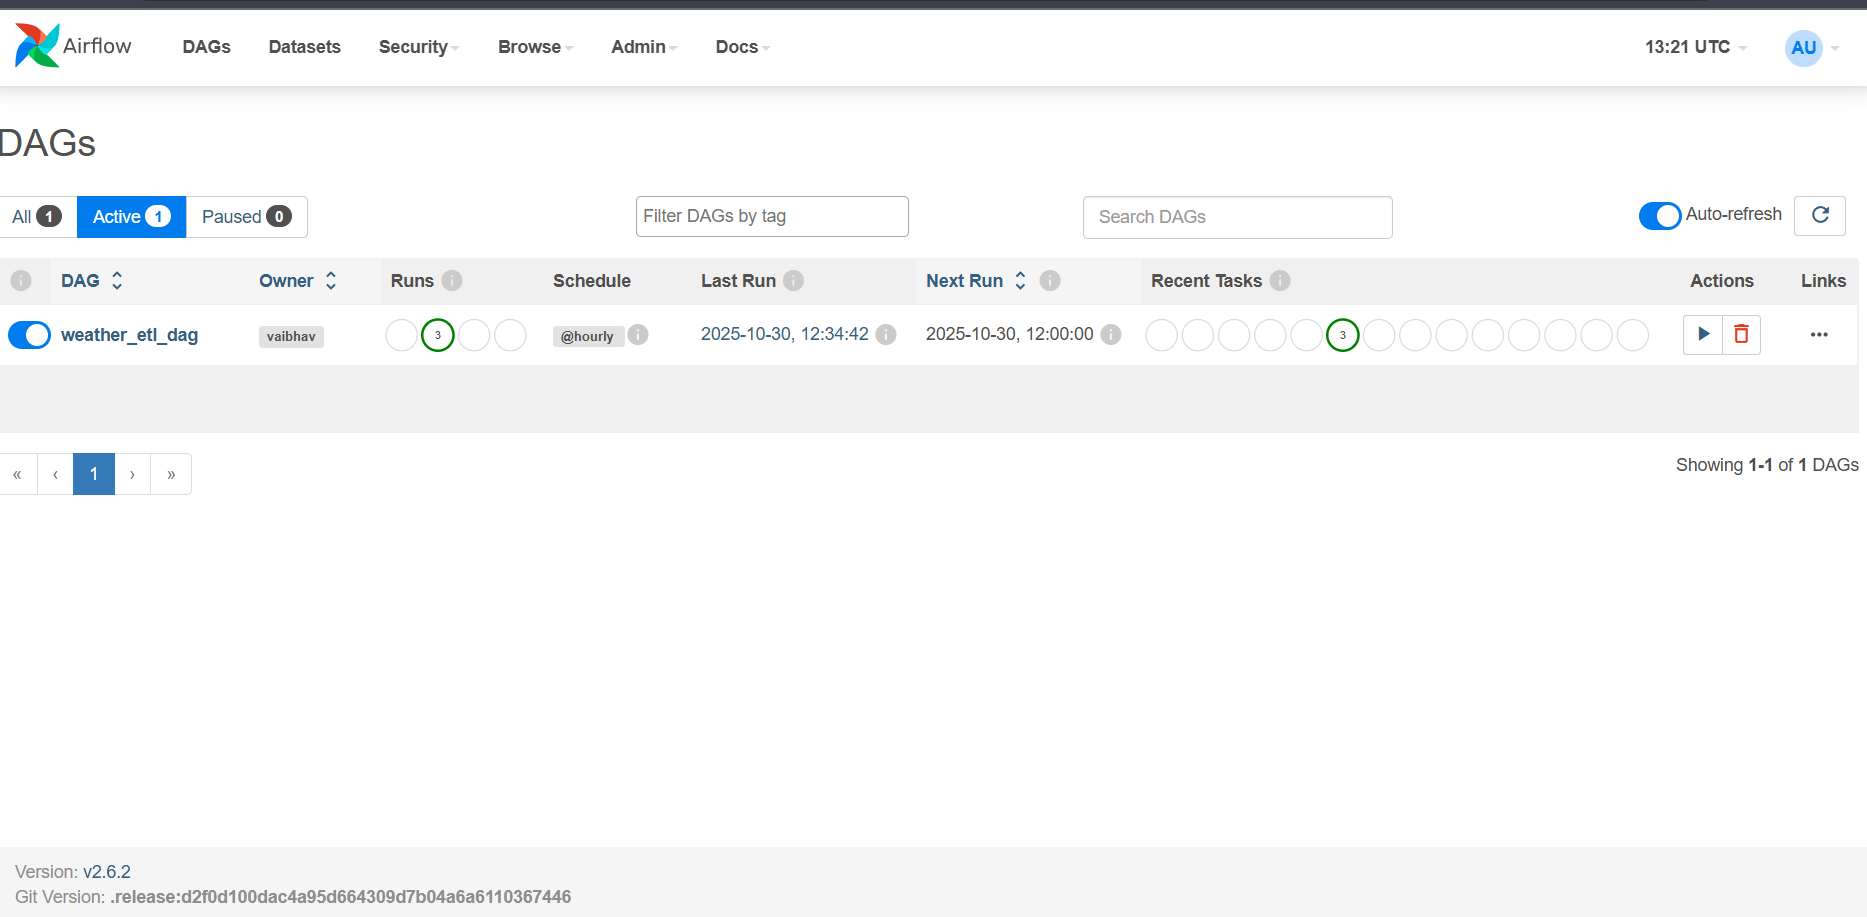 Airflow DAGs Datasets Security Browse Admin Docs 13:21 UTC AU
DAGs
All 1 Active 1 Paused 0 Filter DAGs by tag Search DAGs Auto-refresh
DAG Owner Runs Schedule Last Run Next Run Recent Tasks Actions Links
weather_etl_dag vaibhav 3 @hourly 2025-10-30, 12:34:42 2025-10-30, 12:00:00 3
« ‹ 1 › » Showing 1-1 of 1 DAGs
Version: v2.6.2
Git Version: .release:d2f0d100dac4a95d664309d7b04a6a6110367446